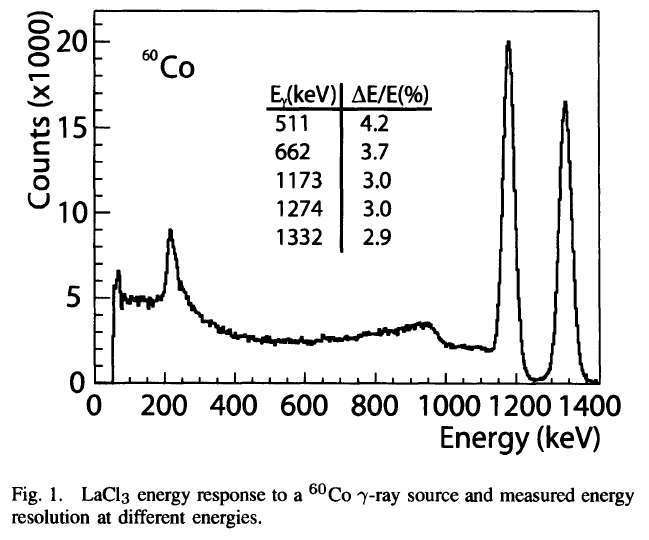 20
15
10
5
0
Counts (x1000)
⁶⁰Co
Eᵧ(keV) ΔE/E(%)
511 4.2
662 3.7
1173 3.0
1274 3.0
1332 2.9
0 200 400 600 800 1000 1200 1400
Energy (keV)
Fig. 1. LaCl₃ energy response to a ⁶⁰Co γ-ray source and measured energy
resolution at different energies.